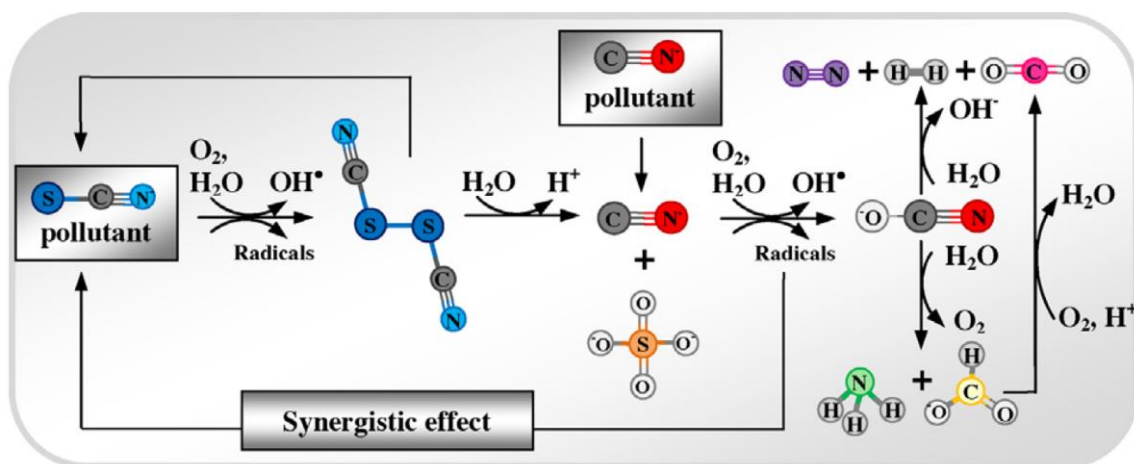 C N⁻
pollutant
N N + H H + O C O
OH⁻
H₂O
S C N⁻
pollutant
O₂,
H₂O OH•
Radicals
N
C
S S
C
N
H₂O H⁺
C N⁻
+
O
⁻O S O⁻
O
O₂,
H₂O OH•
Radicals
⁻O C N
H₂O
O₂
H₂O
O₂, H⁺
N
H H H
+
H
C
⁻O O
Synergistic effect